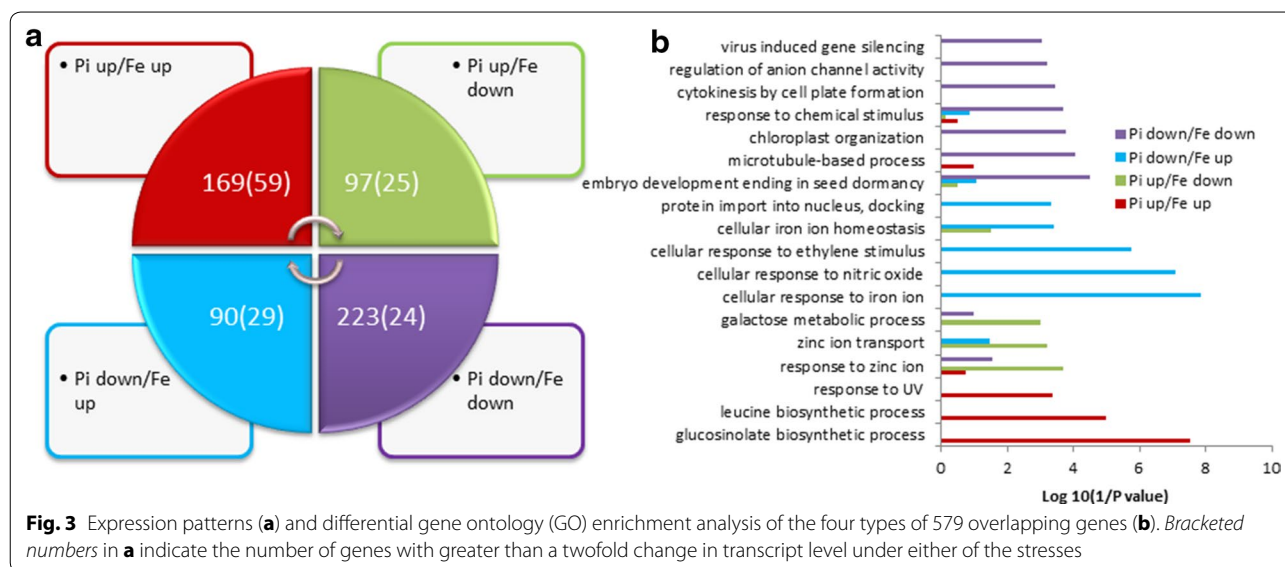 a
• Pi up/Fe up
• Pi up/Fe
down
169(59)
97(25)
90(29)
223(24)
• Pi down/Fe
up
• Pi down/Fe
down
b
virus induced gene silencing
regulation of anion channel activity
cytokinesis by cell plate formation
response to chemical stimulus
chloroplast organization
microtubule-based process
embryo development ending in seed dormancy
protein import into nucleus, docking
cellular iron ion homeostasis
cellular response to ethylene stimulus
cellular response to nitric oxide
cellular response to iron ion
galactose metabolic process
zinc ion transport
response to zinc ion
response to UV
leucine biosynthetic process
glucosinolate biosynthetic process
Pi down/Fe down
Pi down/Fe up
Pi up/Fe down
Pi up/Fe up
0 2 4 6 8 10
Log 10(1/P value)
Fig. 3 Expression patterns (a) and differential gene ontology (GO) enrichment analysis of the four types of 579 overlapping genes (b). Bracketed
numbers in a indicate the number of genes with greater than a twofold change in transcript level under either of the stresses